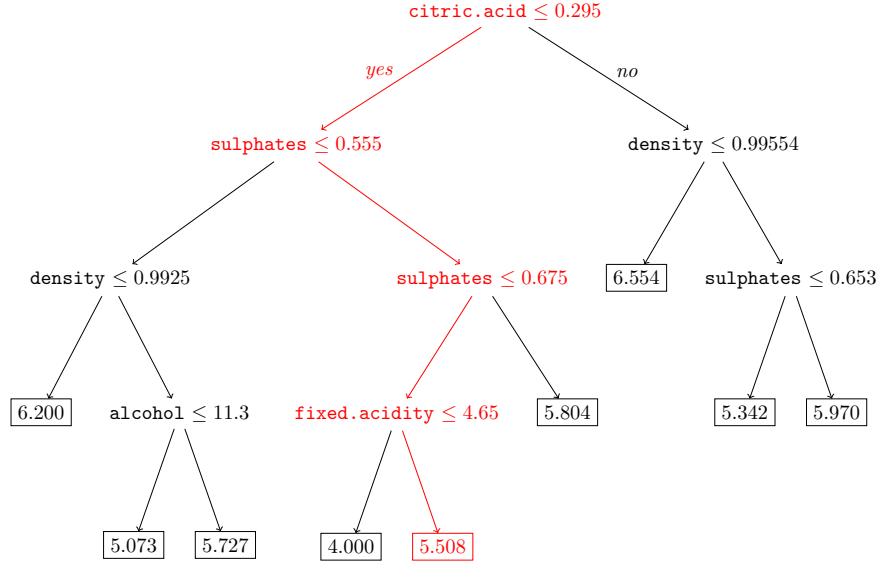 citric.acid ≤ 0.295
yes
no
sulphates ≤ 0.555
density ≤ 0.99554
density ≤ 0.9925
sulphates ≤ 0.675
6.554
sulphates ≤ 0.653
6.200
alcohol ≤ 11.3
fixed.acidity ≤ 4.65
5.804
5.342
5.970
5.073
5.727
4.000
5.508